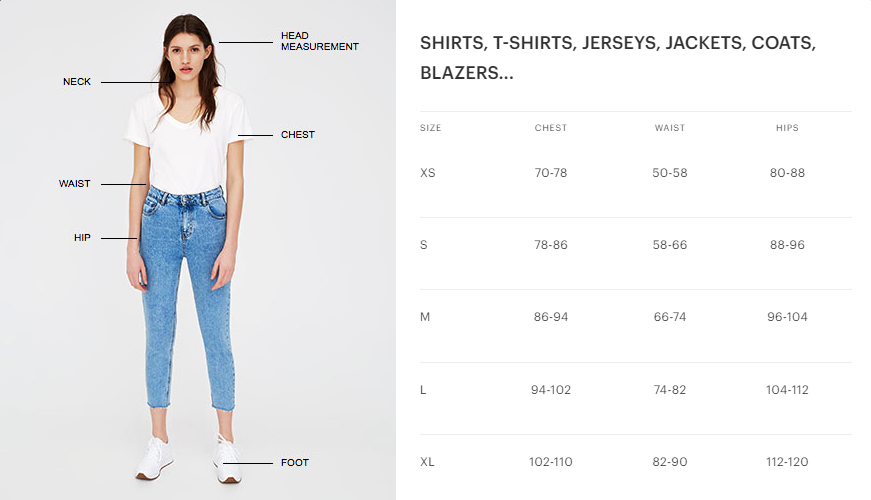 HEAD
MEASUREMENT
NECK
CHEST
WAIST
HIP
FOOT
SHIRTS, T-SHIRTS, JERSEYS, JACKETS, COATS,
BLAZERS...
SIZE CHEST WAIST HIPS
XS 70-78 50-58 80-88
S 78-86 58-66 88-96
M 86-94 66-74 96-104
L 94-102 74-82 104-112
XL 102-110 82-90 112-120